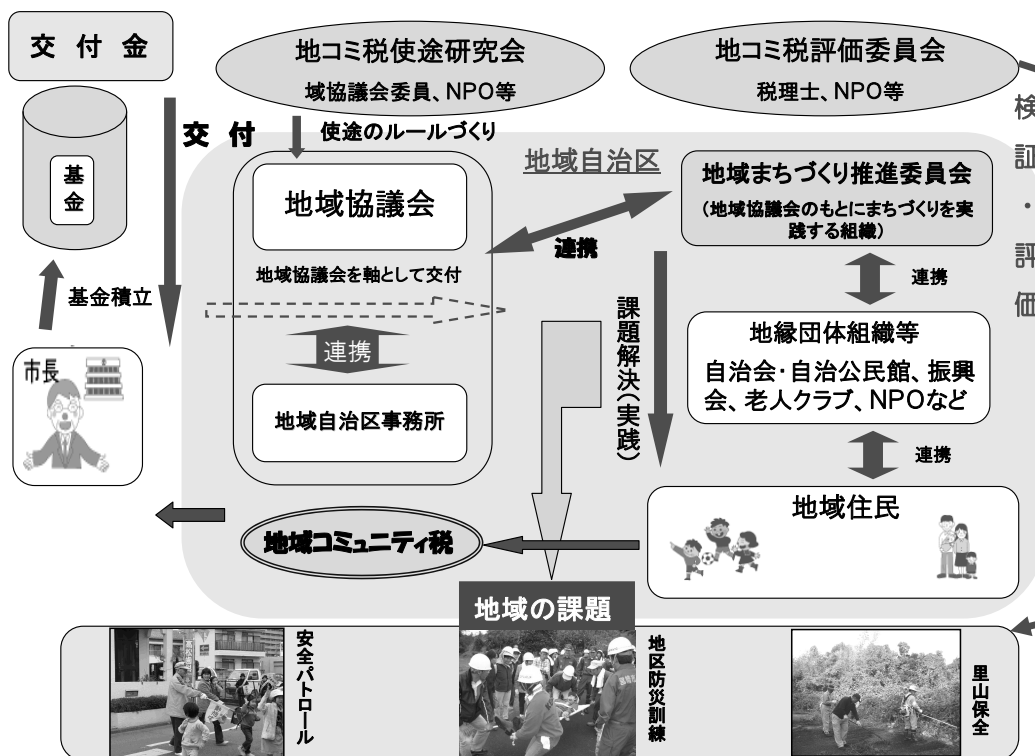 交付金
基金
交付
基金積立
市長
地コミ税使途研究会
域協議会委員、NPO等
使途のルールづくり
地コミ税評価委員会
税理士、NPO等
検証・評価
地域自治区
地域協議会
地域協議会を軸として交付
連携
地域自治区事務所
連携
地域まちづくり推進委員会
(地域協議会のもとにまちづくりを実
践する組織)
連携
地縁団体組織等
自治会・自治公民館、振興
会、老人クラブ、NPOなど
連携
課題解決(実践)
地域住民
地域コミュニティ税
地域の課題
安全パトロール
地区防災訓練
里山保全